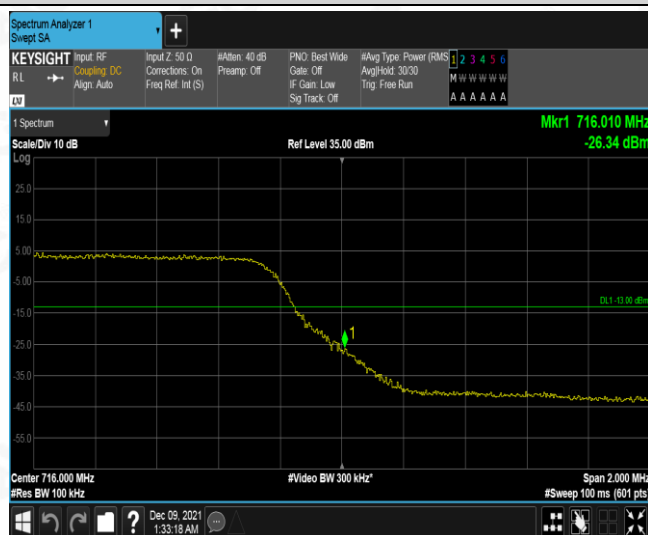 Spectrum Analyzer 1
Swept SA
+
KEYSIGHT
RL
LXI
Input: RF
Coupling: DC
Align: Auto
Input Z: 50 Ω
Corrections: On
Freq Ref: Int (S)
#Atten: 40 dB
Preamp: Off
PNO: Best Wide
Gate: Off
IF Gain: Low
Sig Track: Off
#Avg Type: Power (RMS
Avg|Hold: 30/30
Trig: Free Run
1 2 3 4 5 6
M W W W W W
A A A A A A
1 Spectrum
Scale/Div 10 dB
Ref Level 35.00 dBm
Mkr1 716.010 MHz
-26.34 dBm
Log
25.0
15.0
5.00
-5.00
-15.0
-25.0
-35.0
-45.0
-55.0
1
DL1 -13.00 dBm
Center 716.000 MHz
#Video BW 300 kHz*
Span 2.000 MHz
#Res BW 100 kHz
#Sweep 100 ms (601 pts)
?
Dec 09, 2021
1:33:18 AM